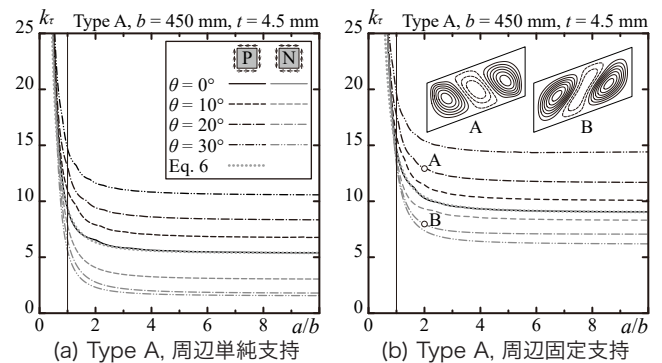 kτ Type A, b = 450 mm, t = 4.5 mm
25
20
15
10
5
0
0 2 4 6 8 a/b
P N
θ = 0°
θ = 10°
θ = 20°
θ = 30°
Eq. 6
(a) Type A, 周辺単純支持
kτ Type A, b = 450 mm, t = 4.5 mm
25
20
15
10
5
0
0 2 4 6 8 a/b
A B
A
B
(b) Type A, 周辺固定支持